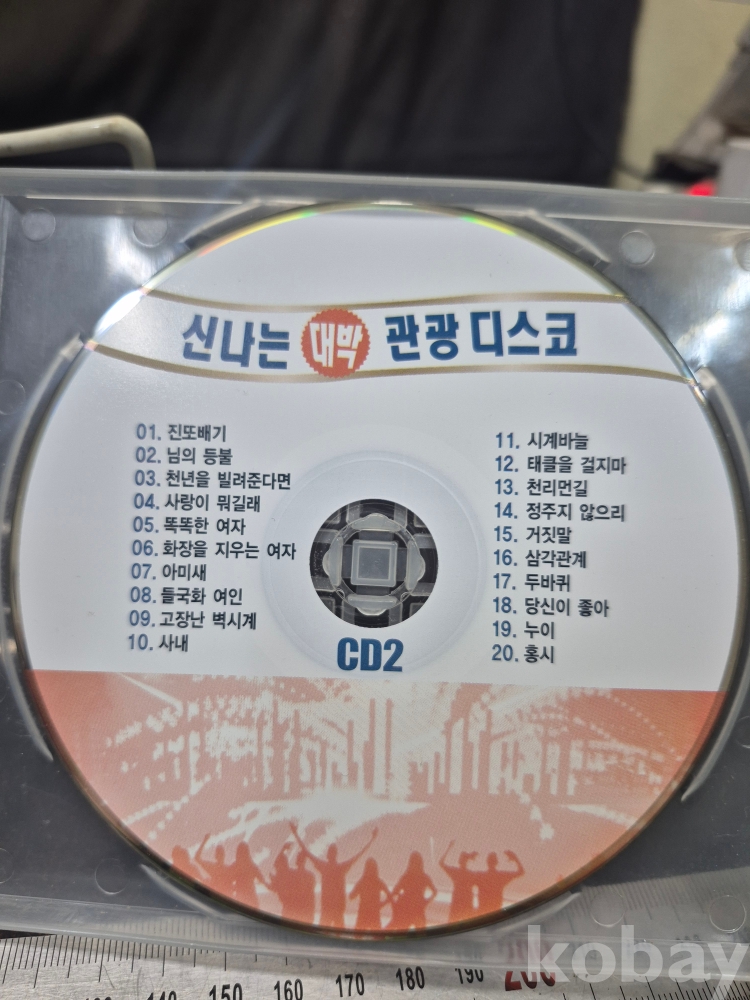 신나는 대박 관광 디스코
01. 진또배기
02. 님의 등불
03. 천년을 빌려준다면
04. 사랑이 뭐길래
05. 똑똑한 여자
06. 화장을 지우는 여자
07. 아미새
08. 들국화 여인
09. 고장난 벽시계
10. 사내
11. 시계바늘
12. 태클을 걸지마
13. 천리먼길
14. 정주지 않으리
15. 거짓말
16. 삼각관계
17. 두바퀴
18. 당신이 좋아
19. 누이
20. 홍시
CD2
kobay
140 150 160 170 180 190 200